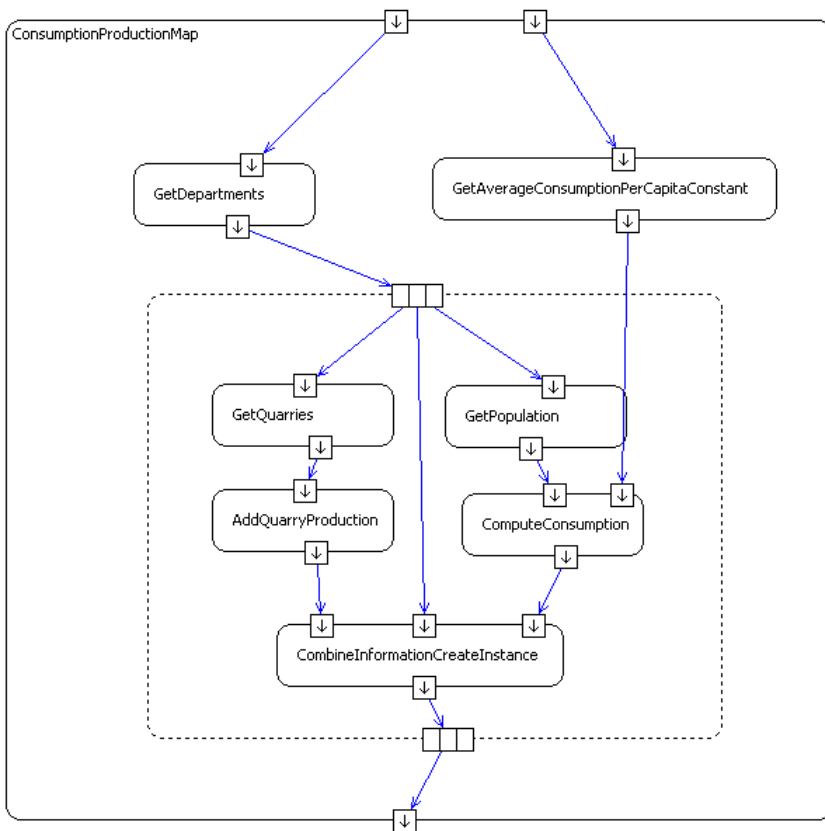 ConsumptionProductionMap
GetDepartments
GetAverageConsumptionPerCapitaConstant
GetQuarries
GetPopulation
AddQuarryProduction
ComputeConsumption
CombineInformationCreateInstance